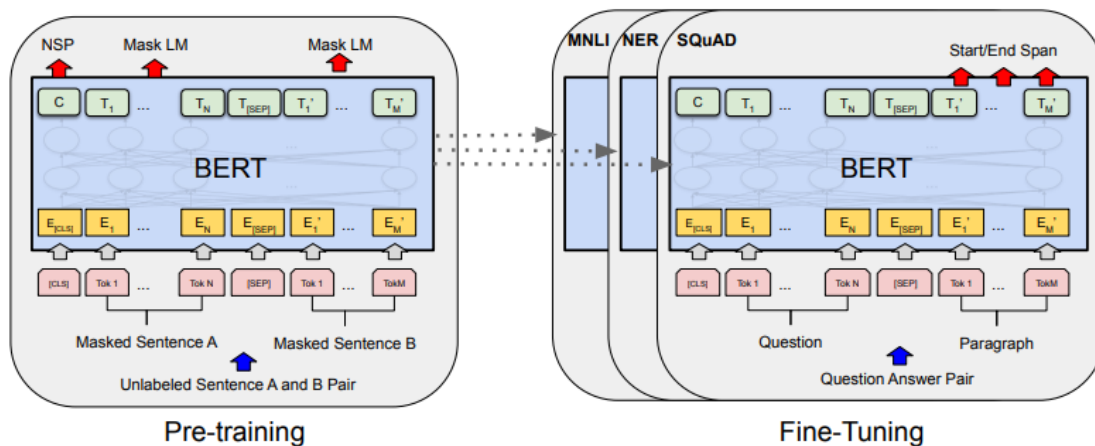 NSP Mask LM Mask LM
C T1 ... TN T[SEP] T1' ... TM'
BERT
E[CLS] E1 ... EN E[SEP] E1' ... EM'
[CLS] Tok 1 ... Tok N [SEP] Tok 1 ... TokM
Masked Sentence A Masked Sentence B
Unlabeled Sentence A and B Pair
Pre-training
MNLI NER SQuAD
Start/End Span
C T1 ... TN T[SEP] T1' ... TM'
BERT
E[CLS] E1 ... EN E[SEP] E1' ... EM'
[CLS] Tok 1 ... Tok N [SEP] Tok 1 ... TokM
Question Paragraph
Question Answer Pair
Fine-Tuning